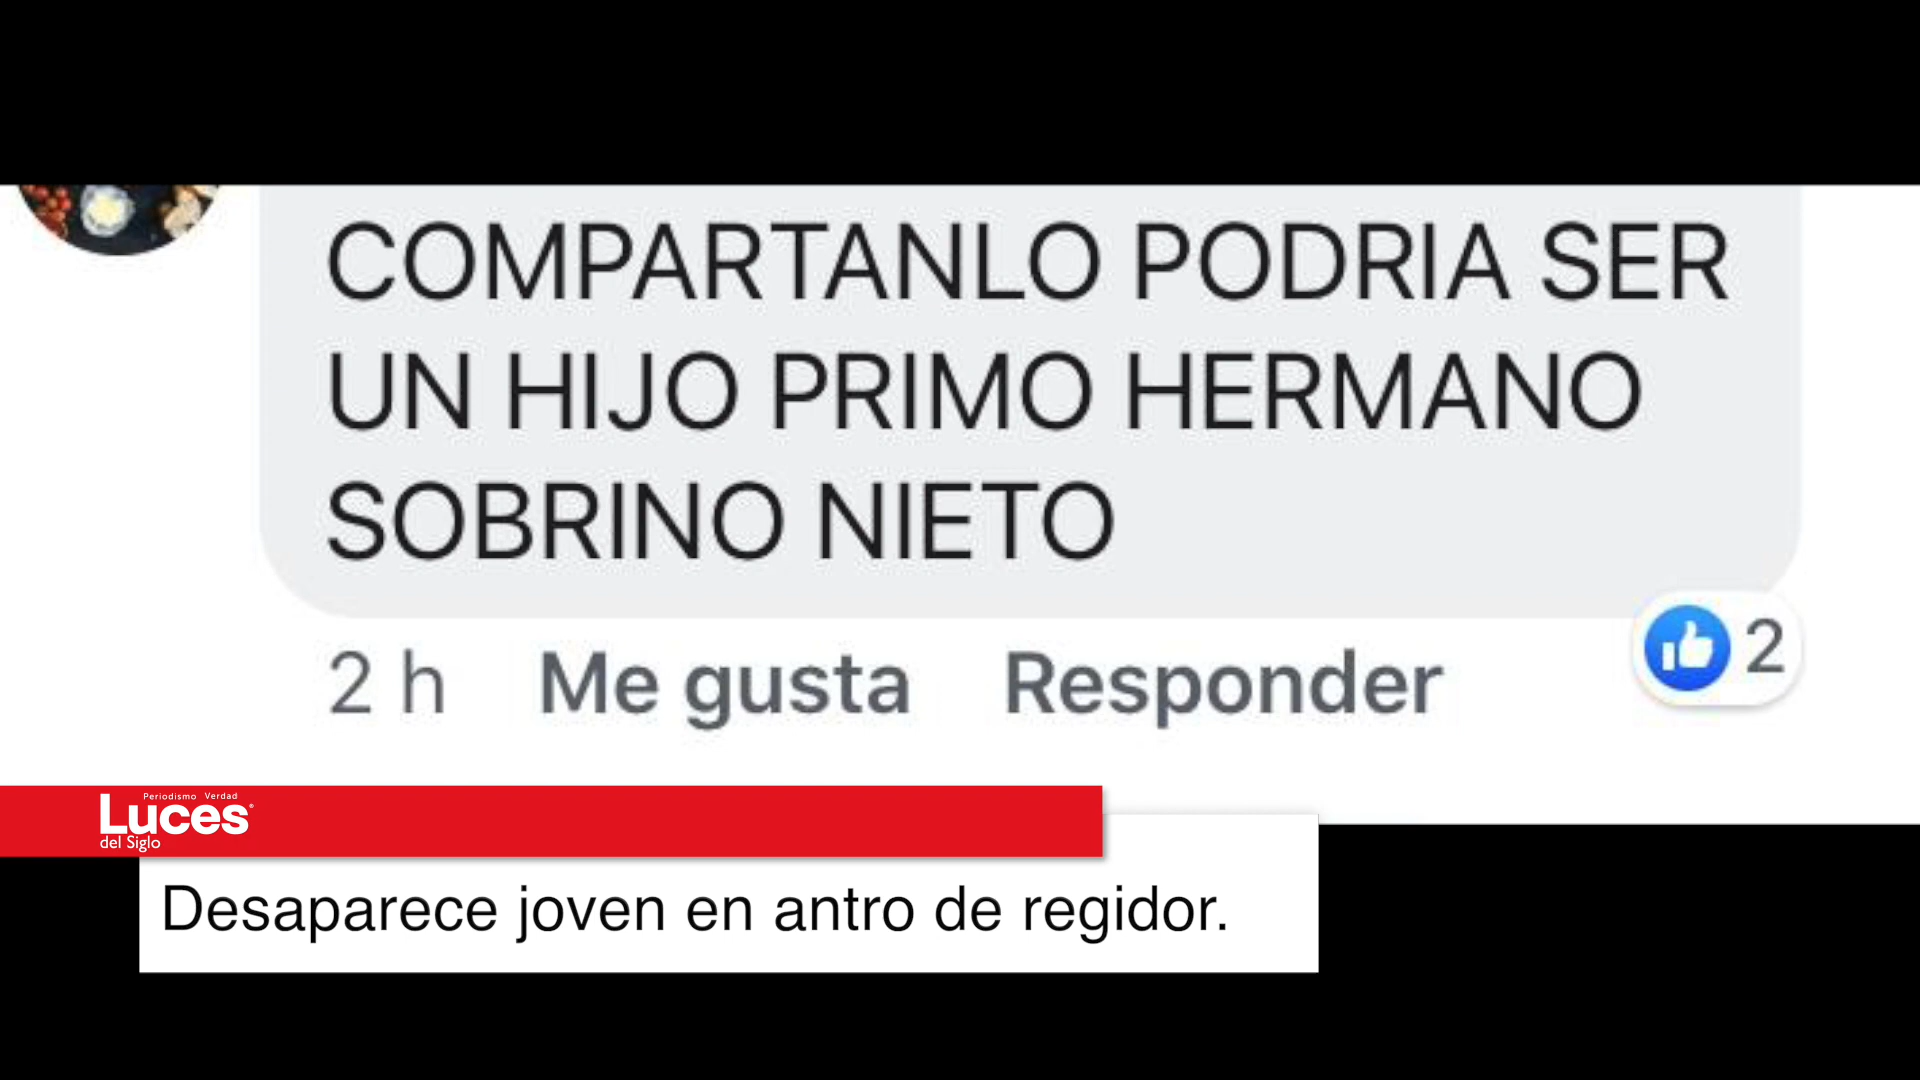 COMPARTANLO PODRIA SER
UN HIJO PRIMO HERMANO
SOBRINO NIETO
2 h Me gusta Responder 2
Periodismo Verdad
Luces
del Siglo
Desaparece joven en antro de regidor.